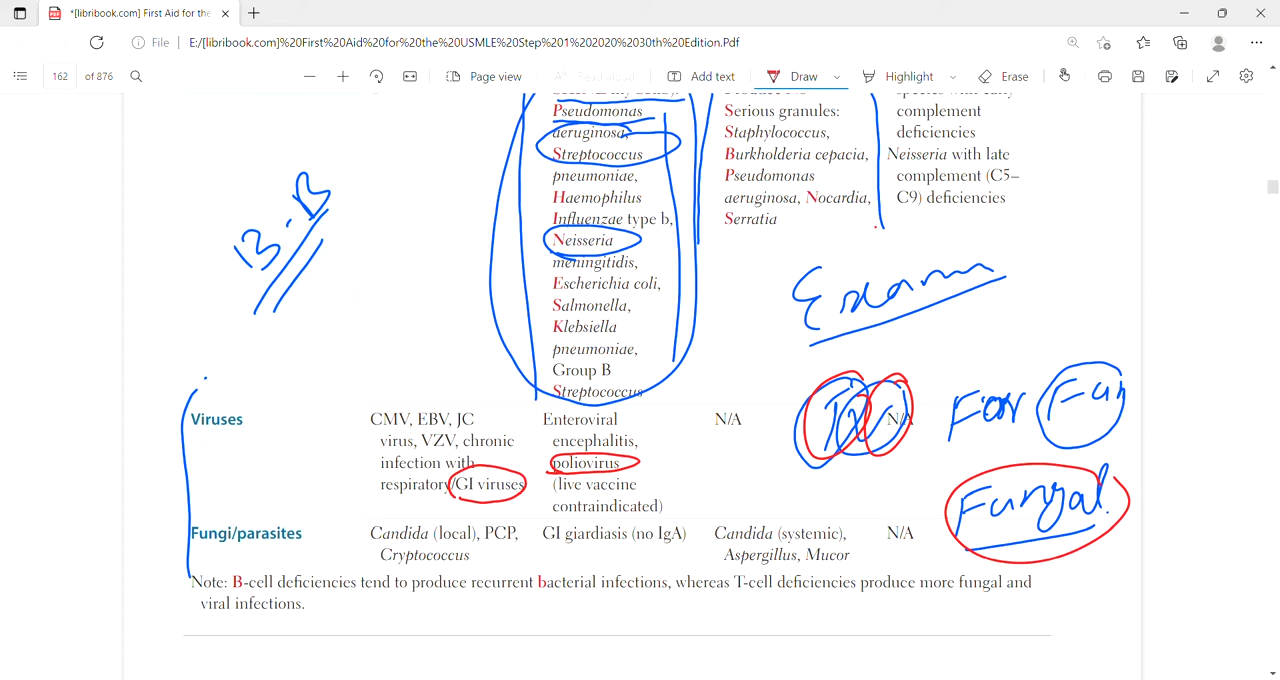 *[libribook.com] First Aid for the
File E:/[libribook.com]%20First%20Aid%20for%20the%20USMLE%20Step%201%202020%2030th%20Edition.Pdf
162 of 876 Page view Add text Draw Highlight Erase
Pseudomonas
aeruginosa,
Streptococcus
pneumoniae,
Haemophilus
Influenzae type b,
Neisseria
meningitidis,
Escherichia coli,
Salmonella,
Klebsiella
pneumoniae,
Group B
Streptococcus
Serious granules:
Staphylococcus,
Burkholderia cepacia,
Pseudomonas
aeruginosa, Nocardia,
Serratia
complement
deficiencies
Neisseria with late
complement (C5–
C9) deficiencies
B.B
Exam
For Fun
Fungal
Viruses
CMV, EBV, JC
virus, VZV, chronic
infection with
respiratory/GI viruses
Enteroviral
encephalitis,
poliovirus
(live vaccine
contraindicated)
N/A
N/A
Fungi/parasites
Candida (local), PCP,
Cryptococcus
GI giardiasis (no IgA)
Candida (systemic),
Aspergillus, Mucor
N/A
Note: B-cell deficiencies tend to produce recurrent bacterial infections, whereas T-cell deficiencies produce more fungal and
viral infections.